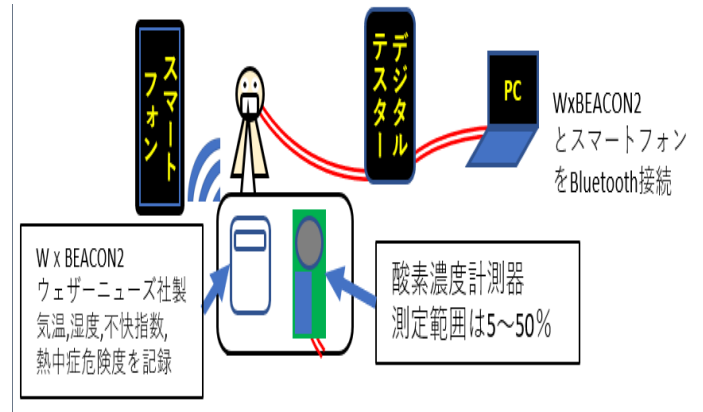 スマートフォン
デジタルテスター
PC
WxBEACON2
とスマートフォン
をBluetooth接続
W x BEACON2
ウェザーニューズ社製
気温,湿度,不快指数,
熱中症危険度を記録
酸素濃度計測器
測定範囲は5～50%